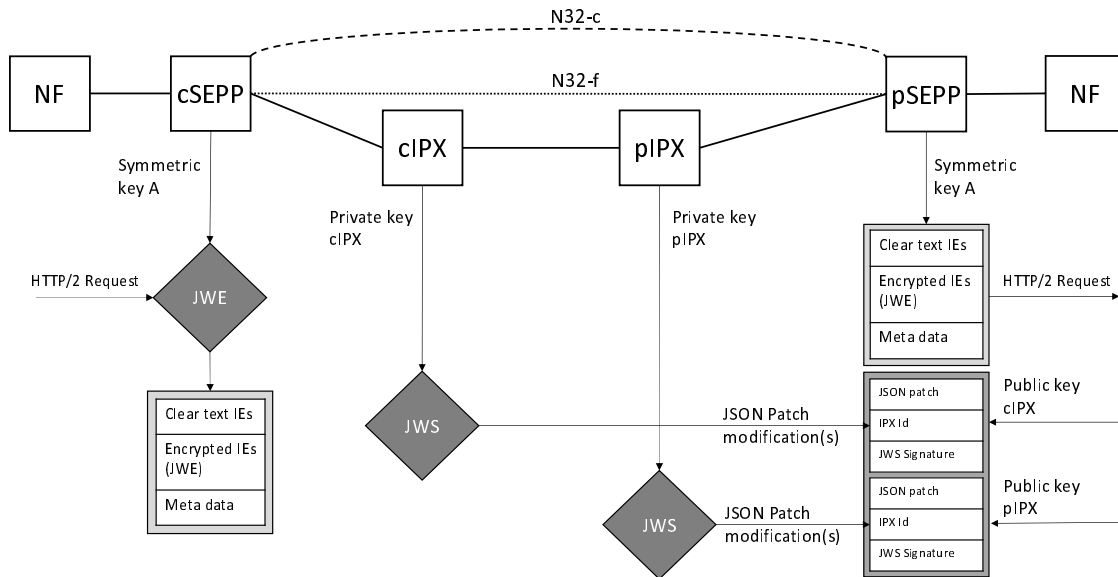 N32-c
NF
cSEPP
N32-f
pSEPP
NF
cIPX
pIPX
Symmetric
key A
Private key
cIPX
Private key
pIPX
Symmetric
key A
HTTP/2 Request
JWE
Clear text IEs
Encrypted IEs
(JWE)
Meta data
HTTP/2 Request
Clear text IEs
Encrypted IEs
(JWE)
Meta data
JWS
JSON Patch
modification(s)
JSON patch
IPX Id
JWS Signature
Public key
cIPX
JWS
JSON Patch
modification(s)
JSON patch
IPX Id
JWS Signature
Public key
pIPX